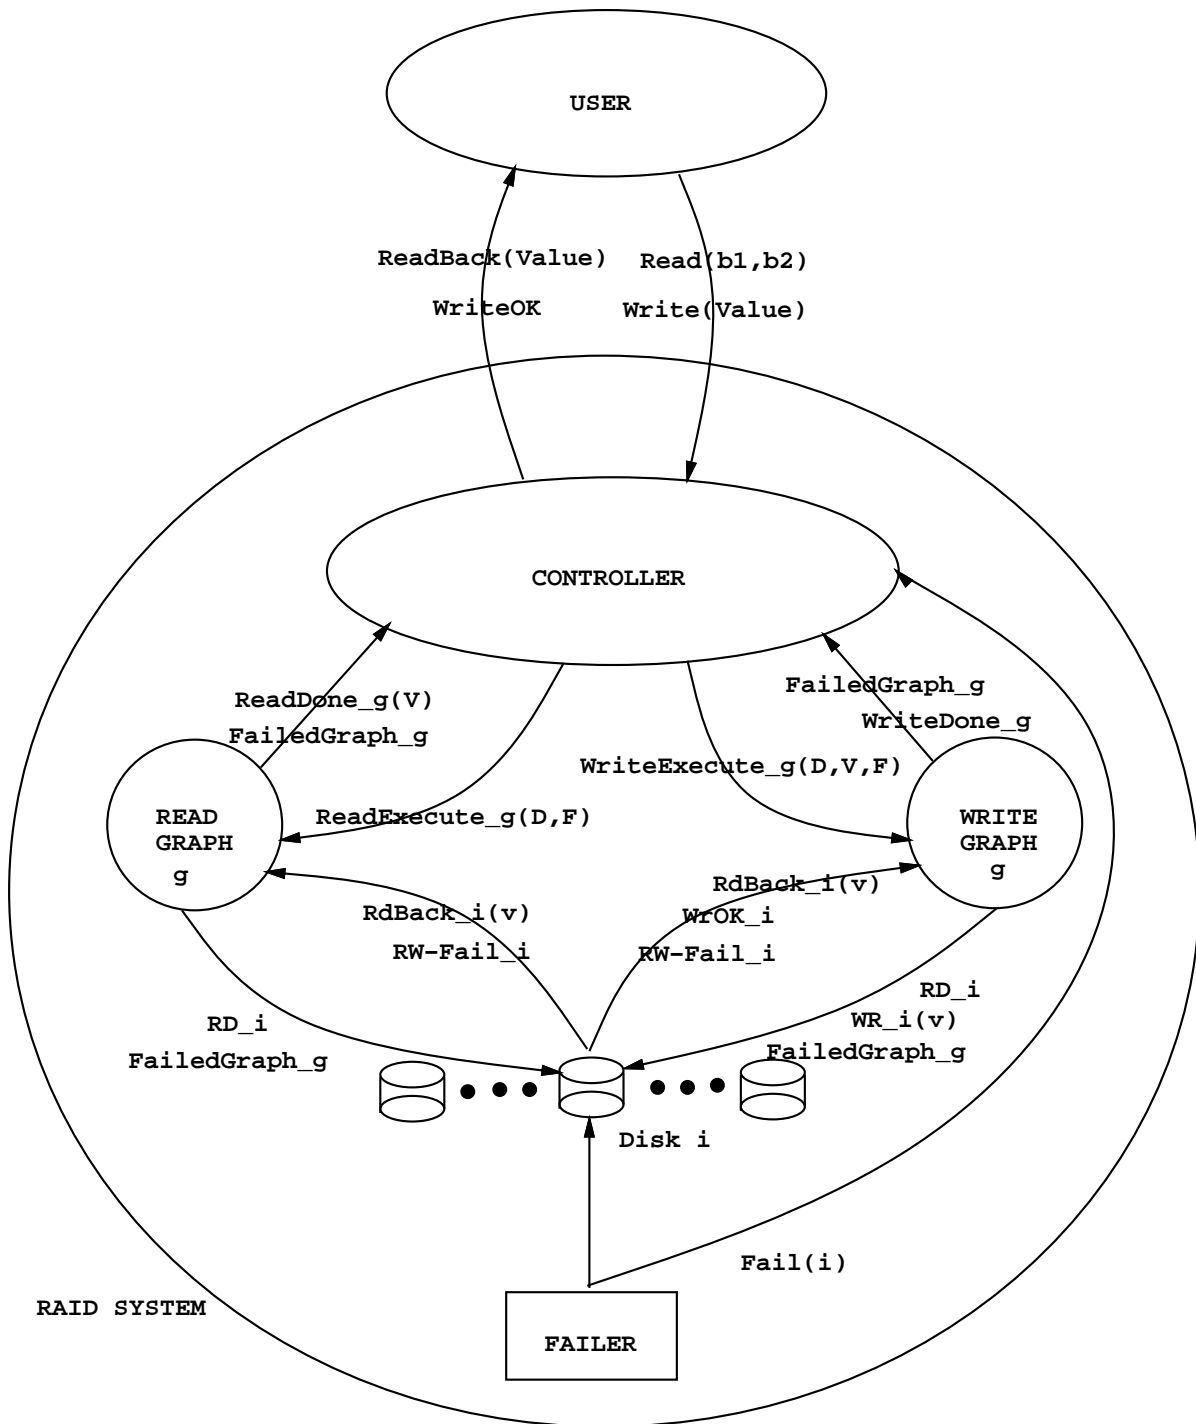 USER
ReadBack(Value)
Read(b1,b2)
WriteOK
Write(Value)
CONTROLLER
ReadDone_g(V)
FailedGraph_g
FailedGraph_g
WriteDone_g
WriteExecute_g(D,V,F)
ReadExecute_g(D,F)
READ
GRAPH
g
WRITE
GRAPH
g
RdBack_i(v)
RW-Fail_i
RdBack_i(v)
WrOK_i
RW-Fail_i
RD_i
FailedGraph_g
RD_i
WR_i(v)
FailedGraph_g
Disk i
Fail(i)
RAID SYSTEM
FAILER